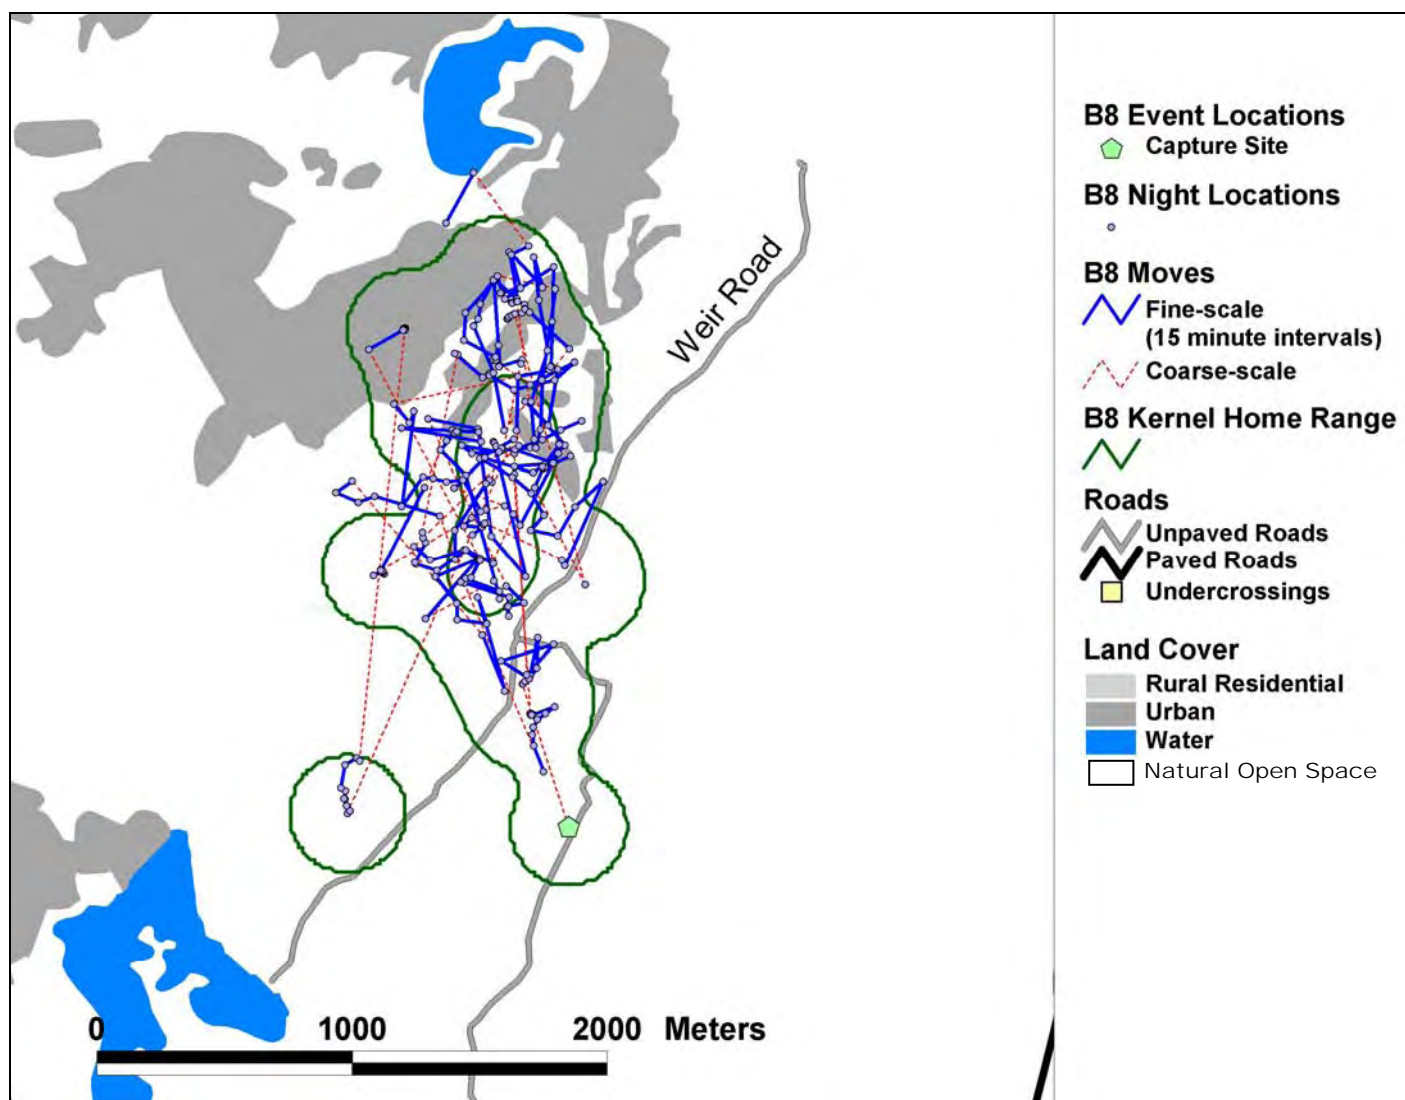 Weir Road
0 1000 2000 Meters
B8 Event Locations
Capture Site
B8 Night Locations
B8 Moves
Fine-scale
(15 minute intervals)
Coarse-scale
B8 Kernel Home Range
Roads
Unpaved Roads
Paved Roads
Undercrossings
Land Cover
Rural Residential
Urban
Water
Natural Open Space